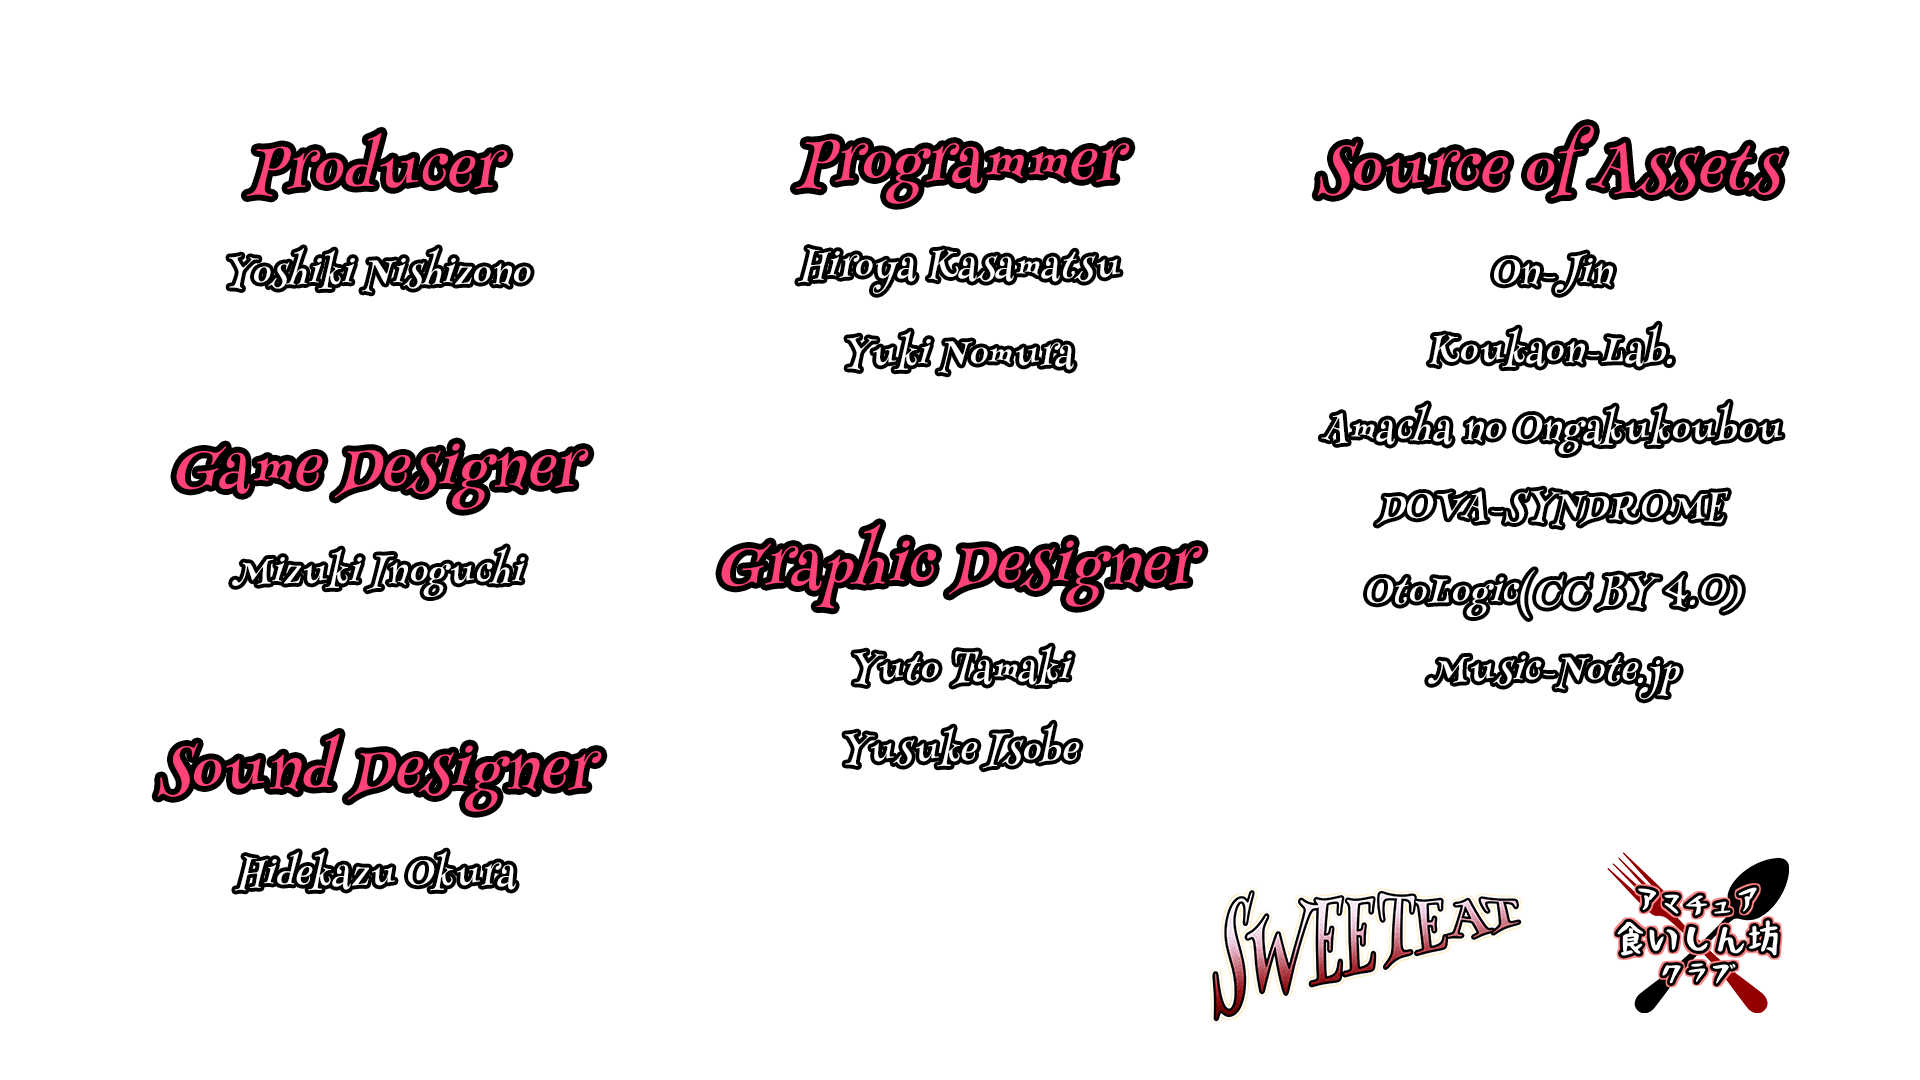 Producer
Yoshiki Nishizono
Game Designer
Mizuki Inoguchi
Sound Designer
Hidekazu Okura
Programmer
Hiroya Kasamatsu
Yuki Nomura
Graphic Designer
Yuto Tamaki
Yusuke Isobe
Source of Assets
On-Jin
Koukaon-Lab.
Amacha no Ongakukoubou
DOVA-SYNDROME
OtoLogic(CC BY 4.0)
Music-Note.jp
SWEETEAT
アマチュア
食いしん坊
クラブ